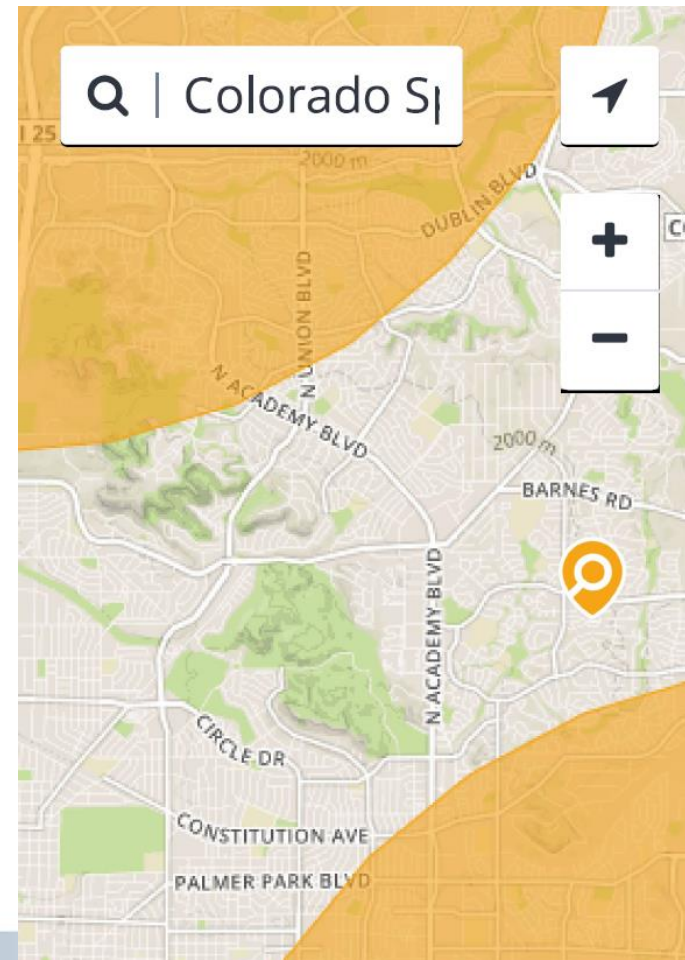 Colorado Sp
I 25
2000 m
DUBLIN BLVD
N UNION BLVD
N ACADEMY BLVD
2000 m
BARNES RD
N ACADEMY BLVD
CIRCLE DR
CONSTITUTION AVE
PALMER PARK BLVD